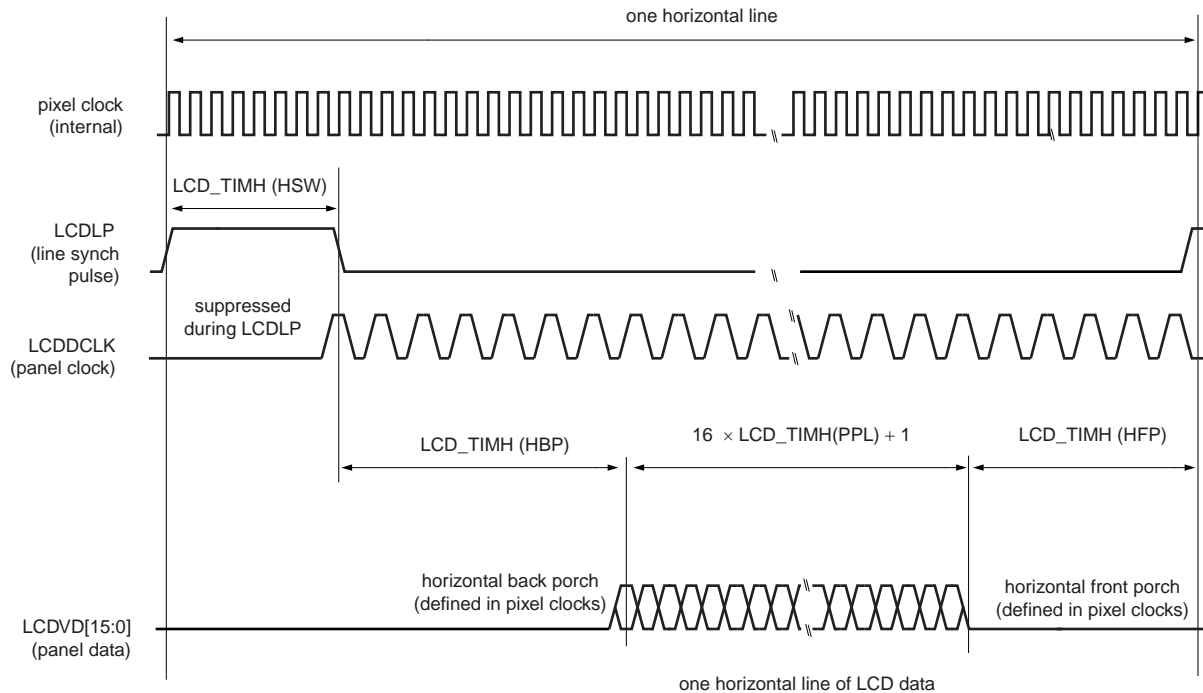 one horizontal line
pixel clock
(internal)
LCD_TIMH (HSW)
LCDLP
(line synch
pulse)
suppressed
during LCDLP
LCDDCLK
(panel clock)
LCD_TIMH (HBP)
16 × LCD_TIMH(PPL) + 1
LCD_TIMH (HFP)
horizontal back porch
(defined in pixel clocks)
horizontal front porch
(defined in pixel clocks)
LCDVD[15:0]
(panel data)
one horizontal line of LCD data